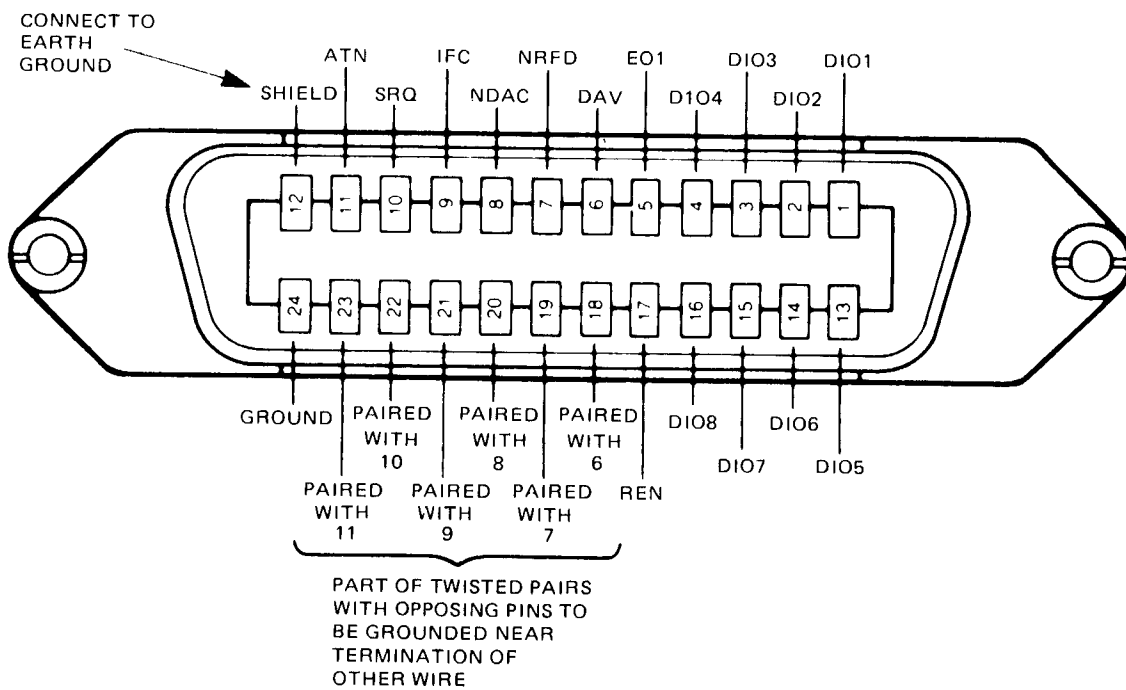 CONNECT TO
EARTH
GROUND
ATN
IFC
NRFD
EO1
DIO3
DIO1
SHIELD
SRQ
NDAC
DAV
D1O4
DIO2
12
11
10
9
8
7
6
5
4
3
2
1
24
23
22
21
20
19
18
17
16
15
14
13
GROUND
PAIRED
WITH
10
PAIRED
WITH
8
PAIRED
WITH
6
DIO8
DIO6
DIO7
DIO5
PAIRED
WITH
11
PAIRED
WITH
9
PAIRED
WITH
7
REN
PART OF TWISTED PAIRS
WITH OPPOSING PINS TO
BE GROUNDED NEAR
TERMINATION OF
OTHER WIRE